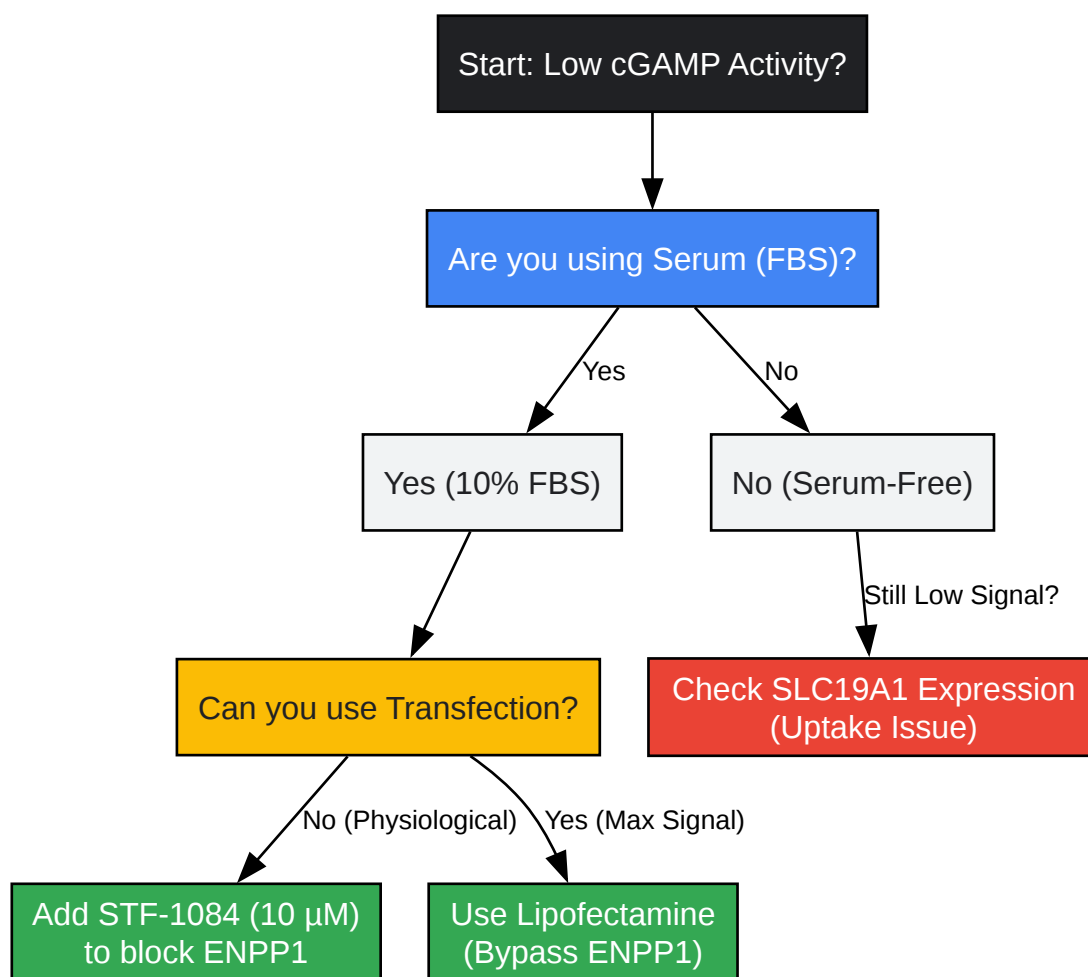 Start: Low cGAMP Activity?
Are you using Serum (FBS)?
Yes
No
Yes (10% FBS)
No (Serum-Free)
Still Low Signal?
Can you use Transfection?
Check SLC19A1 Expression
(Uptake Issue)
No (Physiological)
Yes (Max Signal)
Add STF-1084 (10 µM)
to block ENPP1
Use Lipofectamine
(Bypass ENPP1)